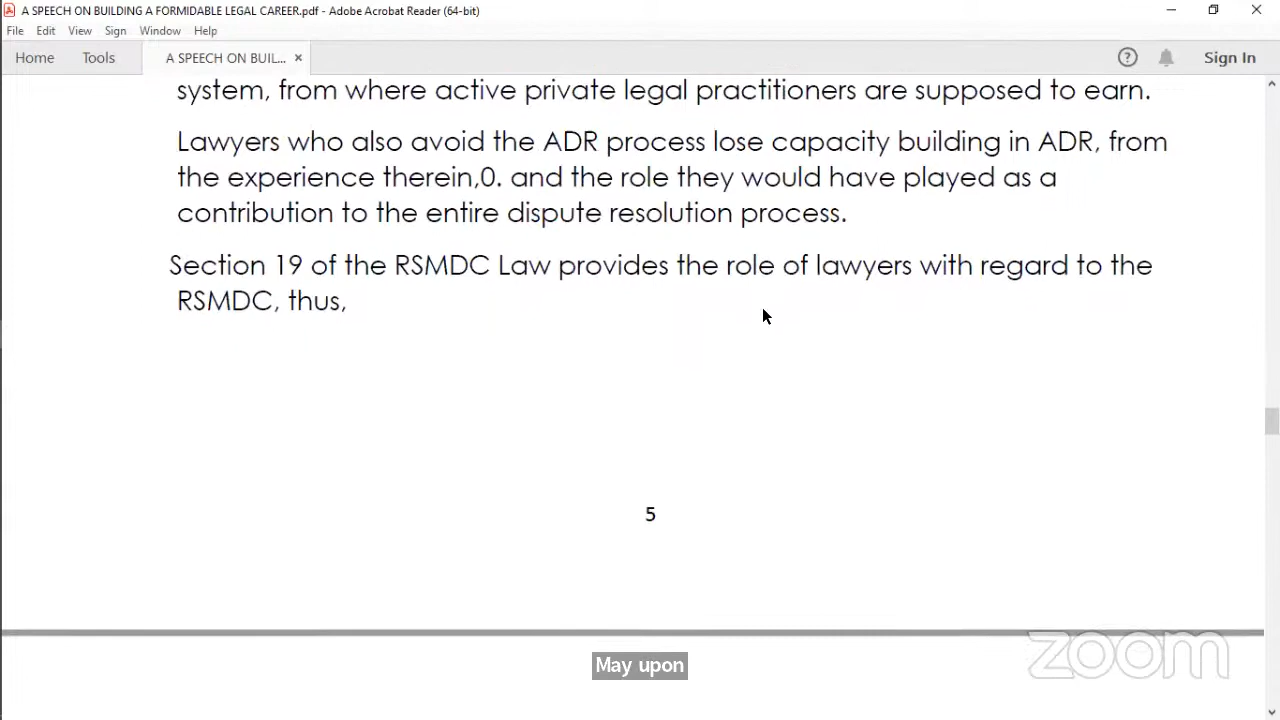 A SPEECH ON BUILDING A FORMIDABLE LEGAL CAREER.pdf - Adobe Acrobat Reader (64-bit)
File Edit View Sign Window Help
Home Tools A SPEECH ON BUIL... × Sign In
system, from where active private legal practitioners are supposed to earn.
Lawyers who also avoid the ADR process lose capacity building in ADR, from
the experience therein,0. and the role they would have played as a
contribution to the entire dispute resolution process.
Section 19 of the RSMDC Law provides the role of lawyers with regard to the
RSMDC, thus,
5
zoom
May upon